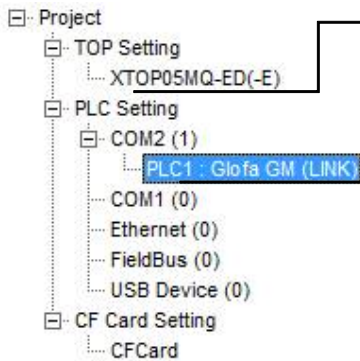 Project
TOP Setting
XTOP05MQ-ED(-E)
PLC Setting
COM2 (1)
PLC1 : Glofa GM (LINK)
COM1 (0)
Ethernet (0)
FieldBus (0)
USB Device (0)
CF Card Setting
CFCard